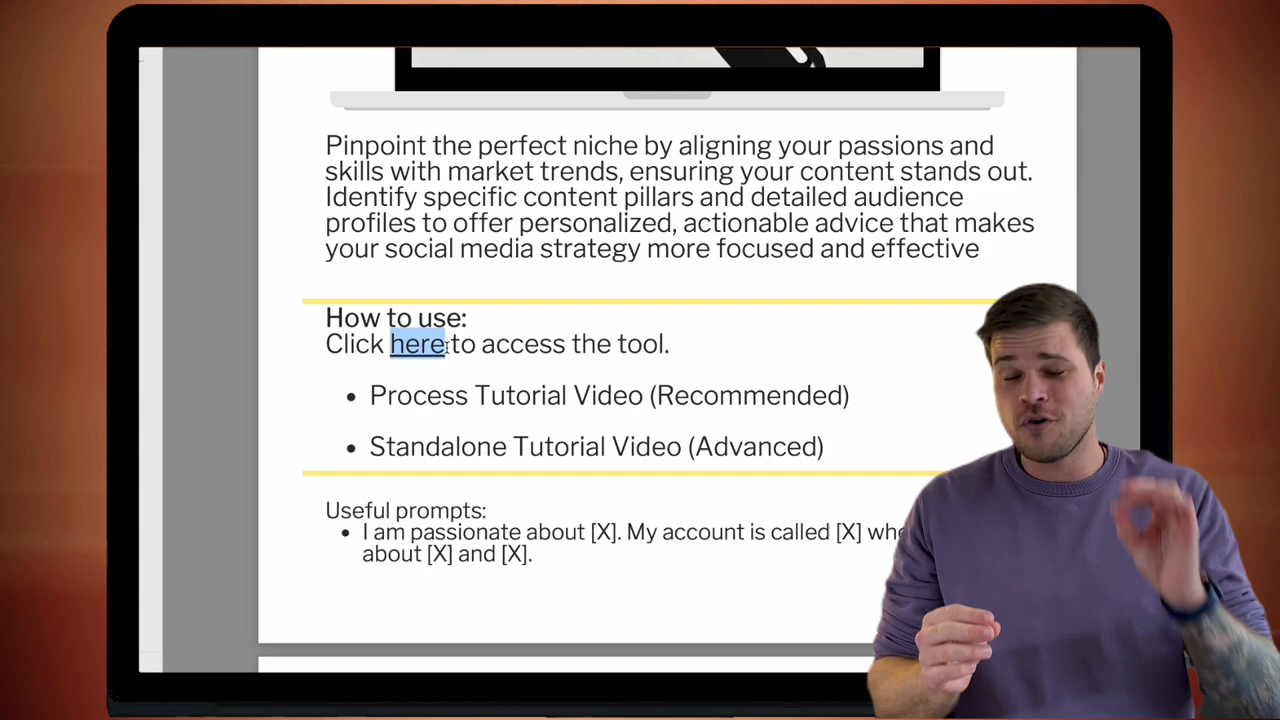 Pinpoint the perfect niche by aligning your passions and
skills with market trends, ensuring your content stands out.
Identify specific content pillars and detailed audience
profiles to offer personalized, actionable advice that makes
your social media strategy more focused and effective
How to use:
Click here to access the tool.
• Process Tutorial Video (Recommended)
• Standalone Tutorial Video (Advanced)
Useful prompts:
• I am passionate about [X]. My account is called [X]
about [X] and [X].